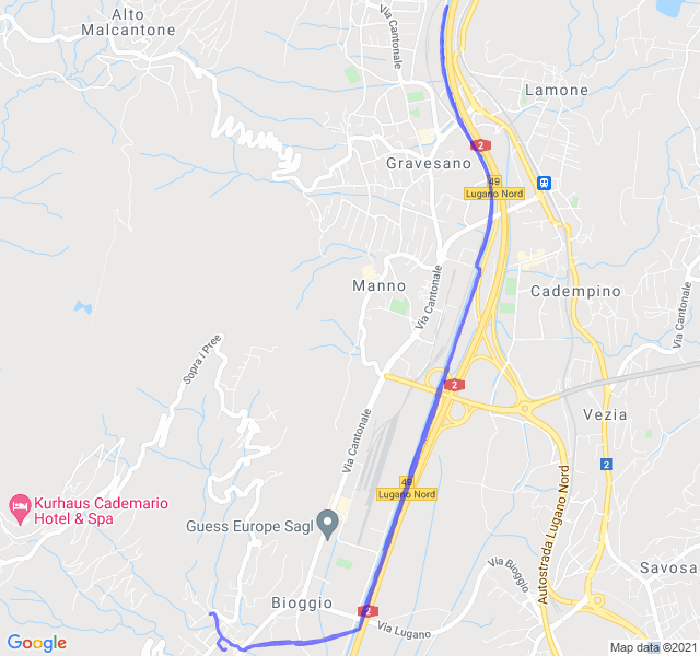 Alto
Malcantone
Via Cantonale
Lamone
2
Gravesano
49
Lugano Nord
Manno
Via Cantonale
Cadempino
Via Cantonale
Sopra i Pree
2
Vezia
Via Cantonale
2
49
Lugano Nord
Kurhaus Cademario
Hotel & Spa
Guess Europe Sagl
Autostrada Lugano Nord
Via Bioggio
Savosa
Bioggio
2
Via Lugano
Google
Map data ©2021